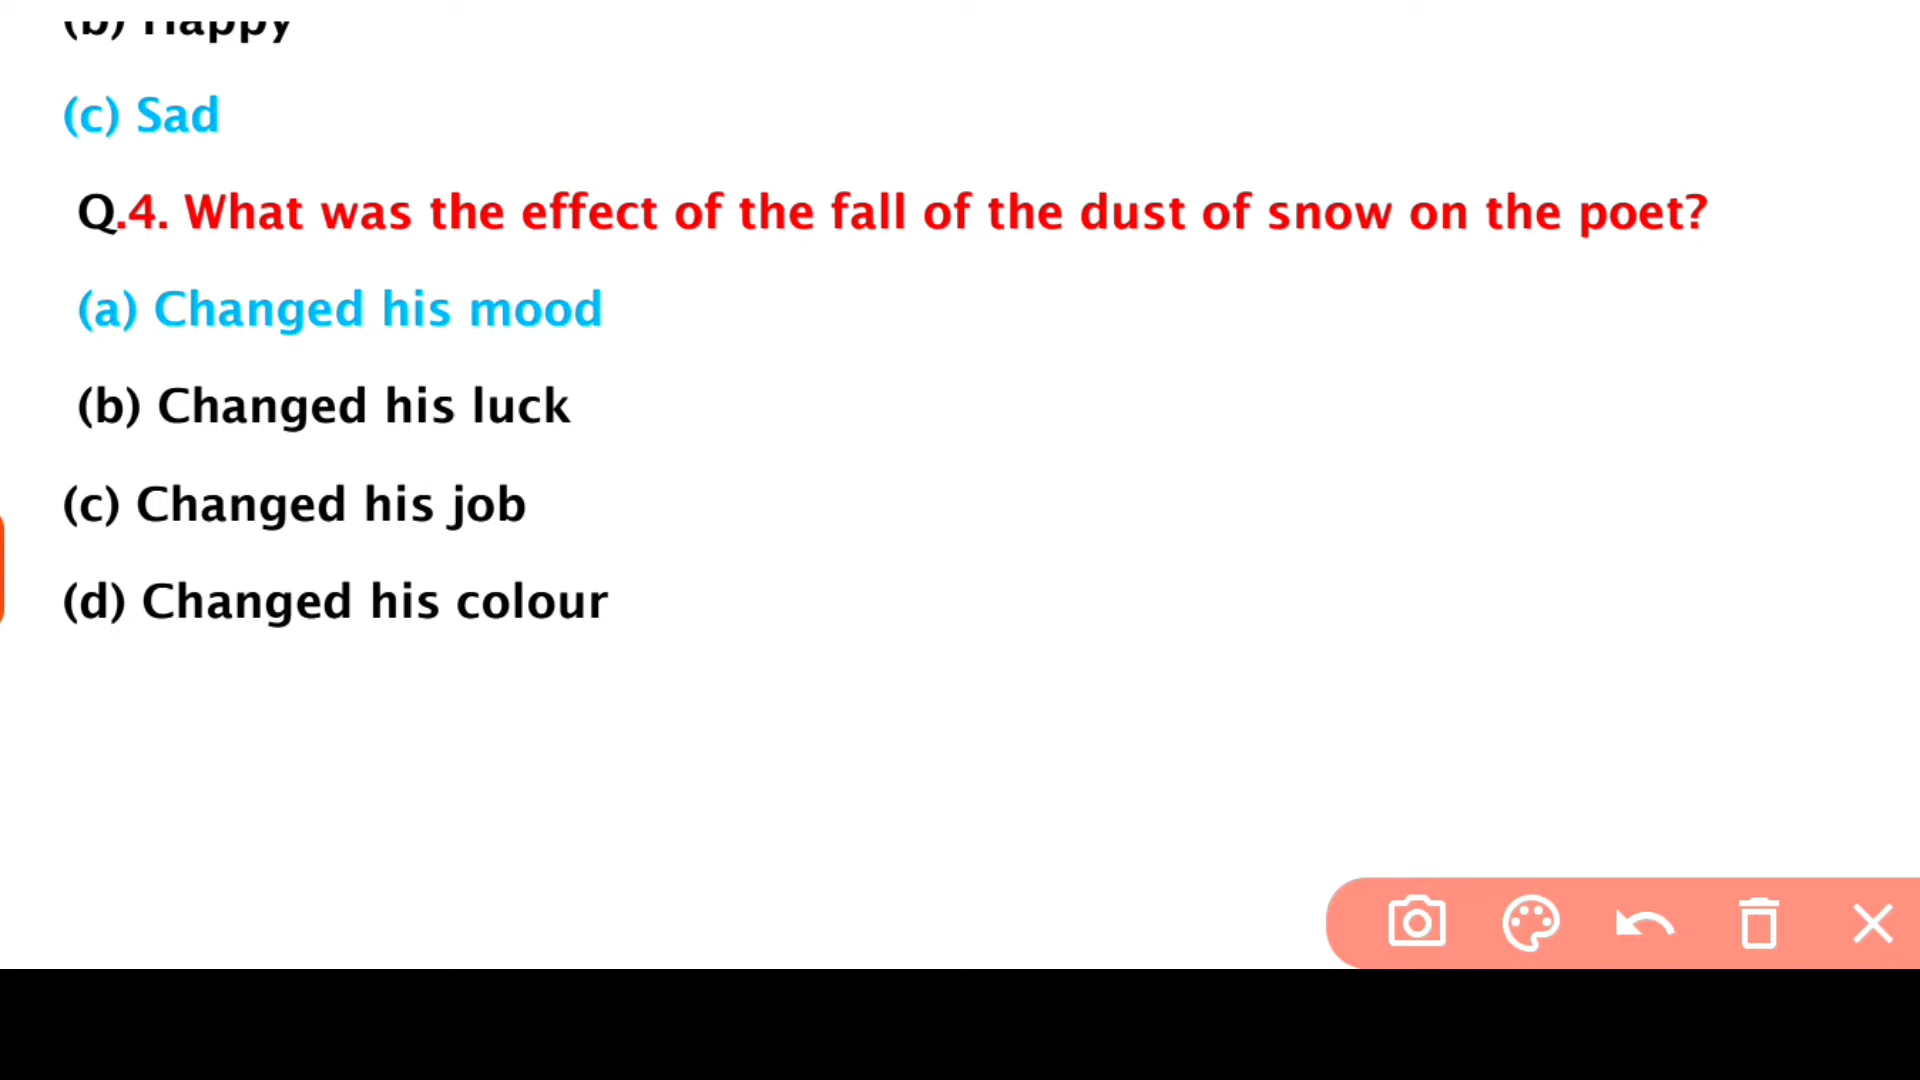 (b) Happy
(c) Sad
Q.4. What was the effect of the fall of the dust of snow on the poet?
(a) Changed his mood
(b) Changed his luck
(c) Changed his job
(d) Changed his colour